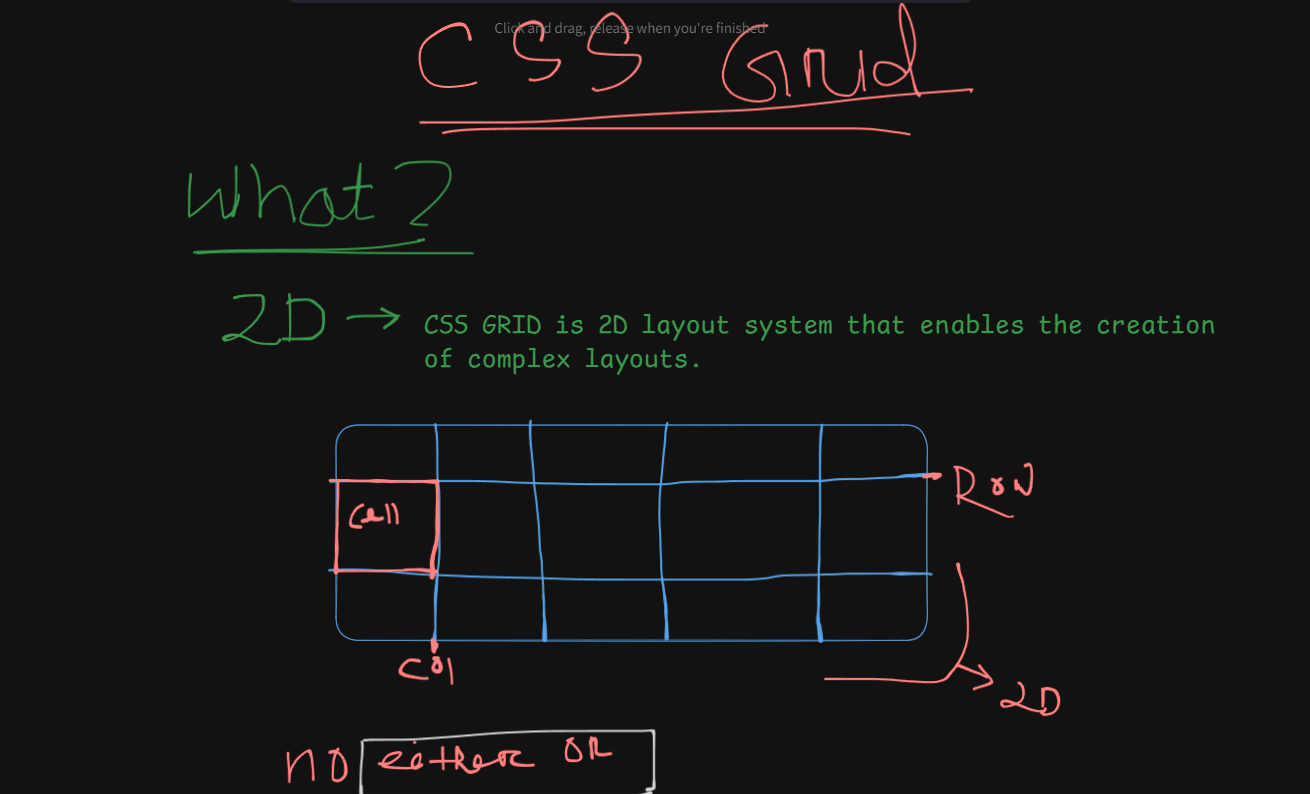 Click and drag, release when you're finished
CSS Grid
What?
2D → CSS GRID is 2D layout system that enables the creation
of complex layouts.
Cell
Row
Col
2D
no either OR